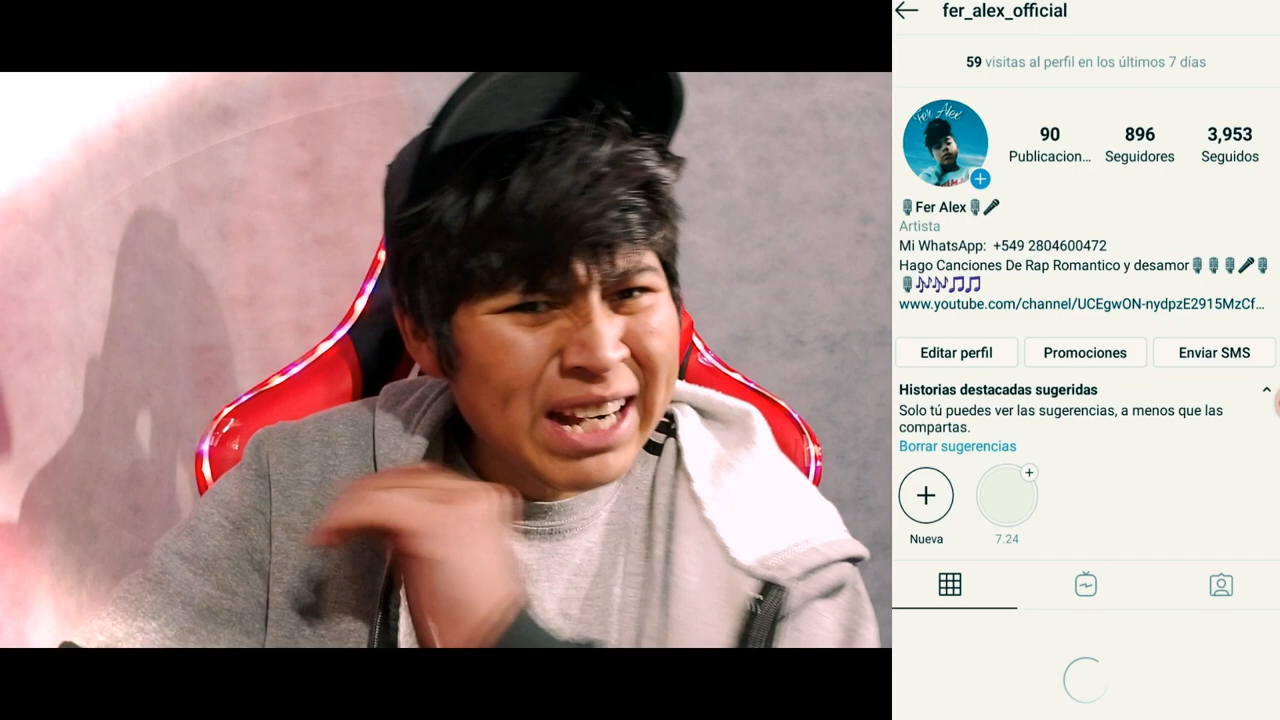 fer_alex_official
59 visitas al perfil en los últimos 7 días
Fer Alex
90
896
3,953
Publicacion...
Seguidores
Seguidos
🎙Fer Alex🎙🎤
Artista
Mi WhatsApp: +549 2804600472
Hago Canciones De Rap Romantico y desamor🎙🎙🎙🎤🎙
🎙🎶🎶🎵🎵
www.youtube.com/channel/UCEgwON-nydpzE2915MzCf...
Editar perfil
Promociones
Enviar SMS
Historias destacadas sugeridas
Solo tú puedes ver las sugerencias, a menos que las
compartas.
Borrar sugerencias
Nueva
7.24